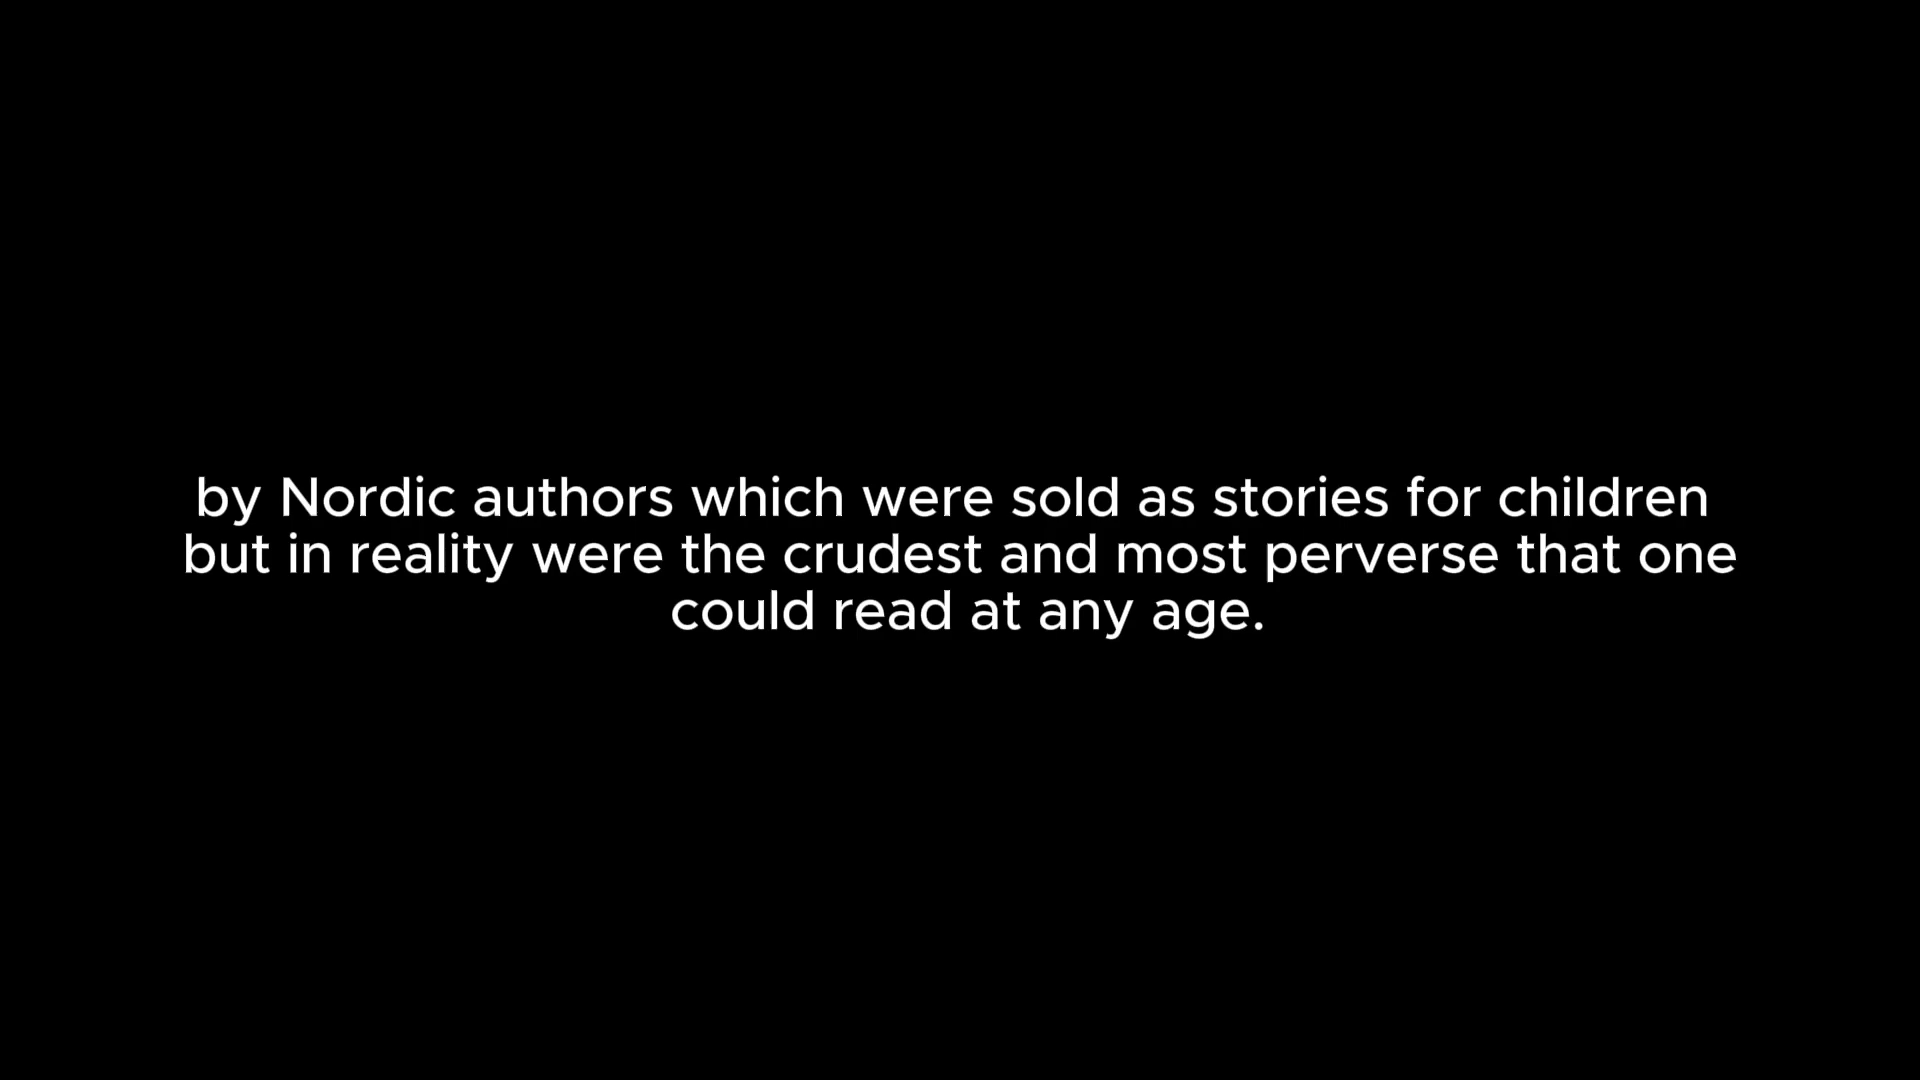 by Nordic authors which were sold as stories for children
but in reality were the crudest and most perverse that one
could read at any age.